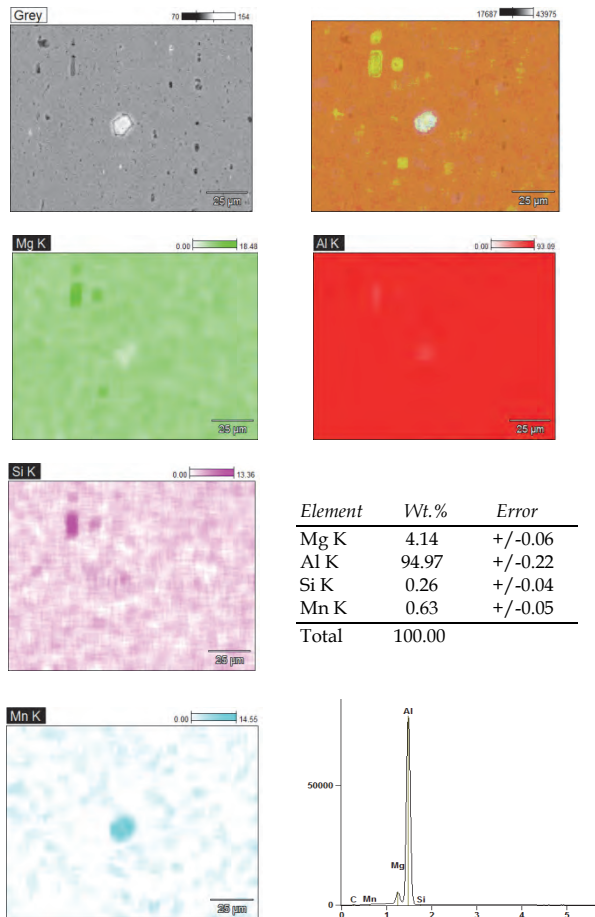 Grey 70 154
25 µm
17687 43975
25 µm
Mg K 0.00 18.48
25 µm
Al K 0.00 93.09
25 µm
Si K 0.00 13.36
25 µm
Element Wt.% Error
Mg K 4.14 +/-0.06
Al K 94.97 +/-0.22
Si K 0.26 +/-0.04
Mn K 0.63 +/-0.05
Total 100.00
Mn K 0.00 14.55
25 µm
Al
50000
Mg
C Mn Si
0 1 2 3 4 5